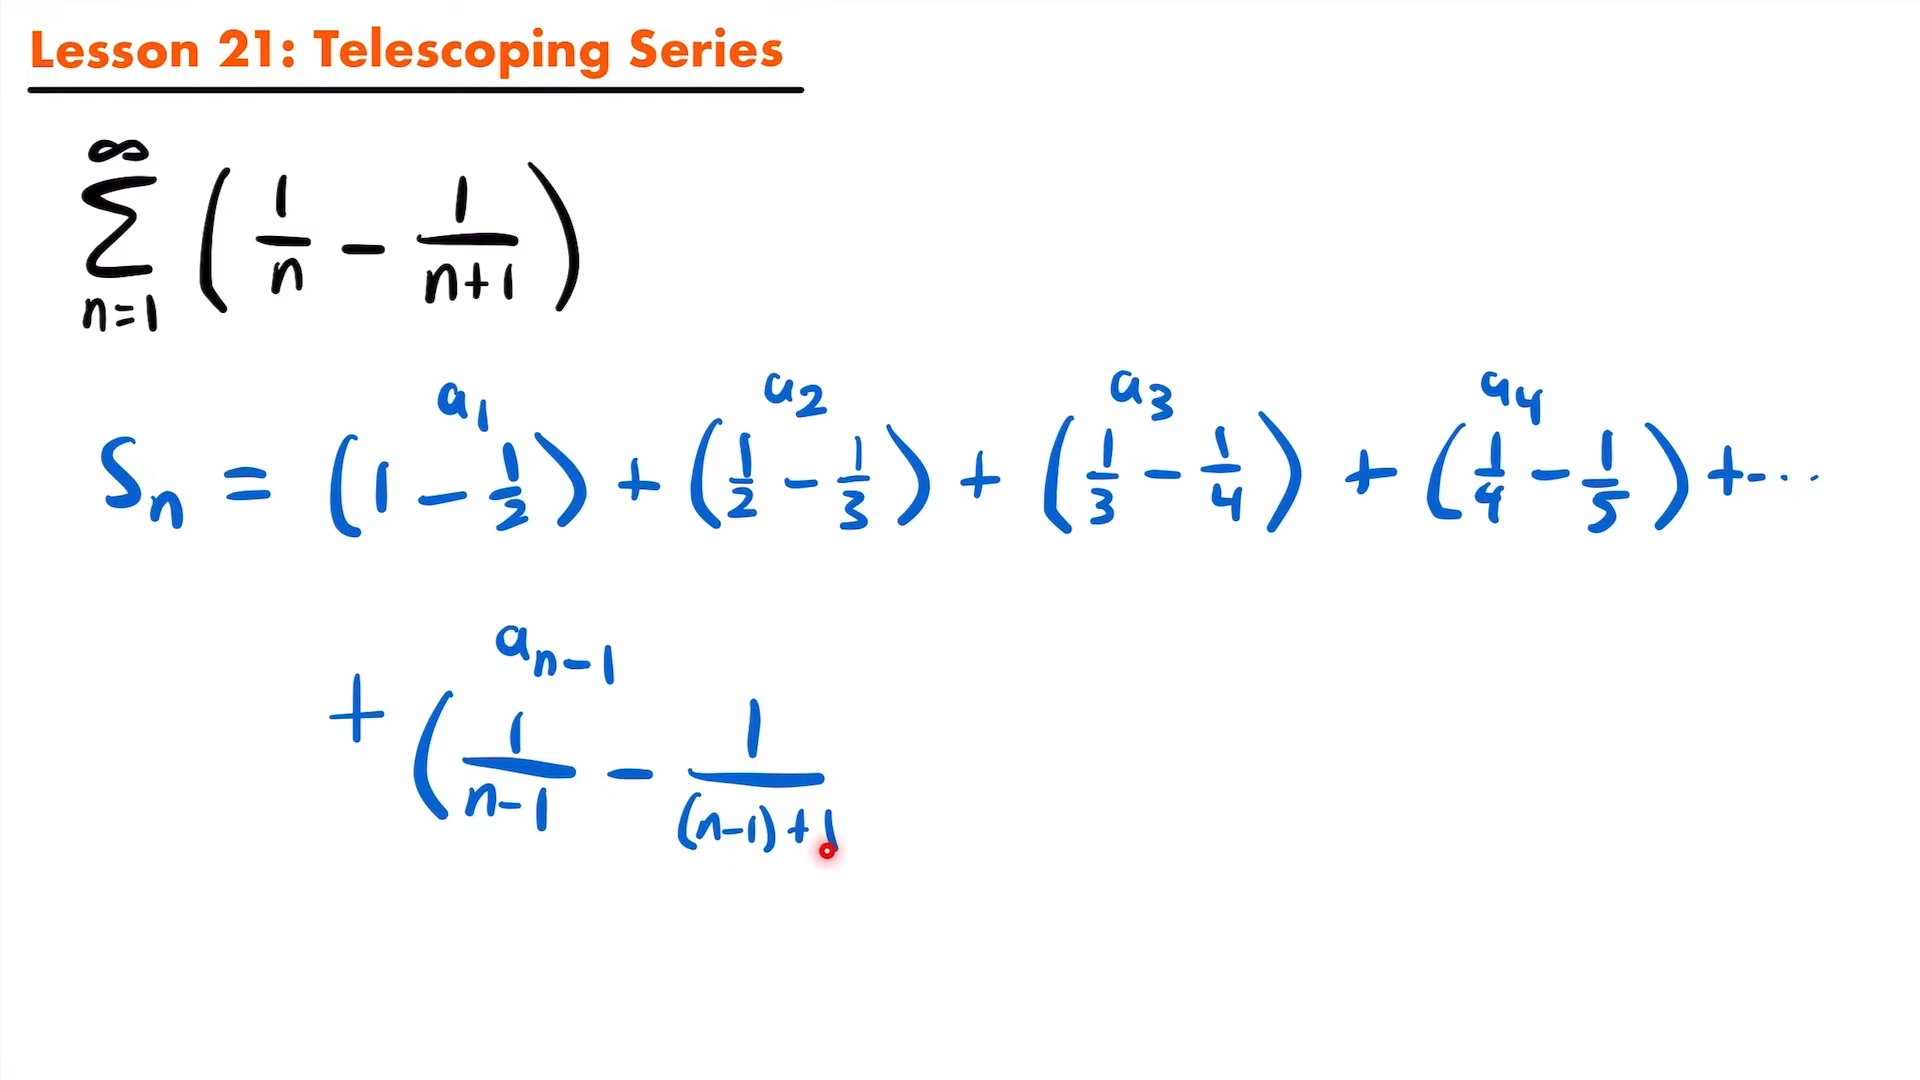 Lesson 21: Telescoping Series
∞
∑ ( 1/n − 1/(n+1) )
n=1
a₁ a₂ a₃ a₄
Sₙ = (1 − 1/2) + (1/2 − 1/3) + (1/3 − 1/4) + (1/4 − 1/5) + ...
aₙ₋₁
+ ( 1/(n−1) − 1/((n−1)+1)